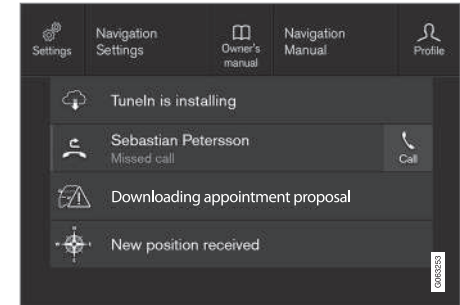 Settings
Navigation
Settings
Owner's
manual
Navigation
Manual
Profile
TuneIn is installing
Sebastian Petersson
Missed call
Call
Downloading appointment proposal
New position received
G063253